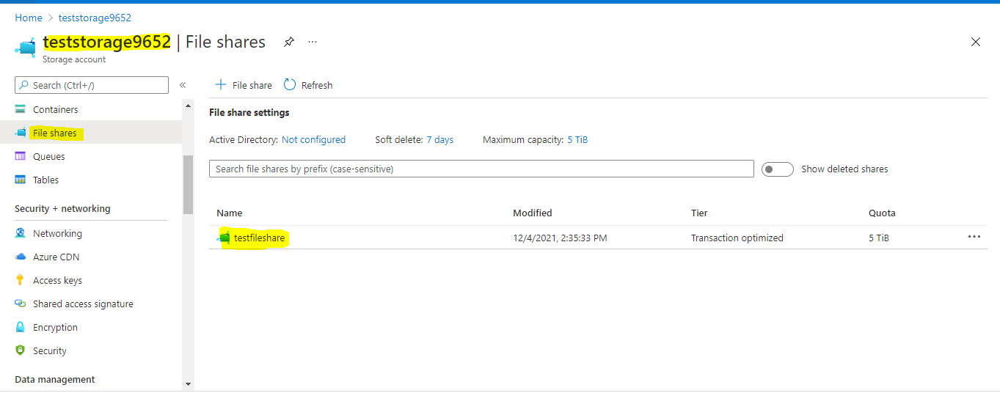 Home > teststorage9652
teststorage9652 | File shares ...
Storage account
Search (Ctrl+/) «
Containers
File shares
Queues
Tables
Security + networking
Networking
Azure CDN
Access keys
Shared access signature
Encryption
Security
Data management
+ File share Refresh
File share settings
Active Directory: Not configured Soft delete: 7 days Maximum capacity: 5 TiB
Search file shares by prefix (case-sensitive) Show deleted shares
Name Modified Tier Quota
testfileshare 12/4/2021, 2:35:33 PM Transaction optimized 5 TiB ...